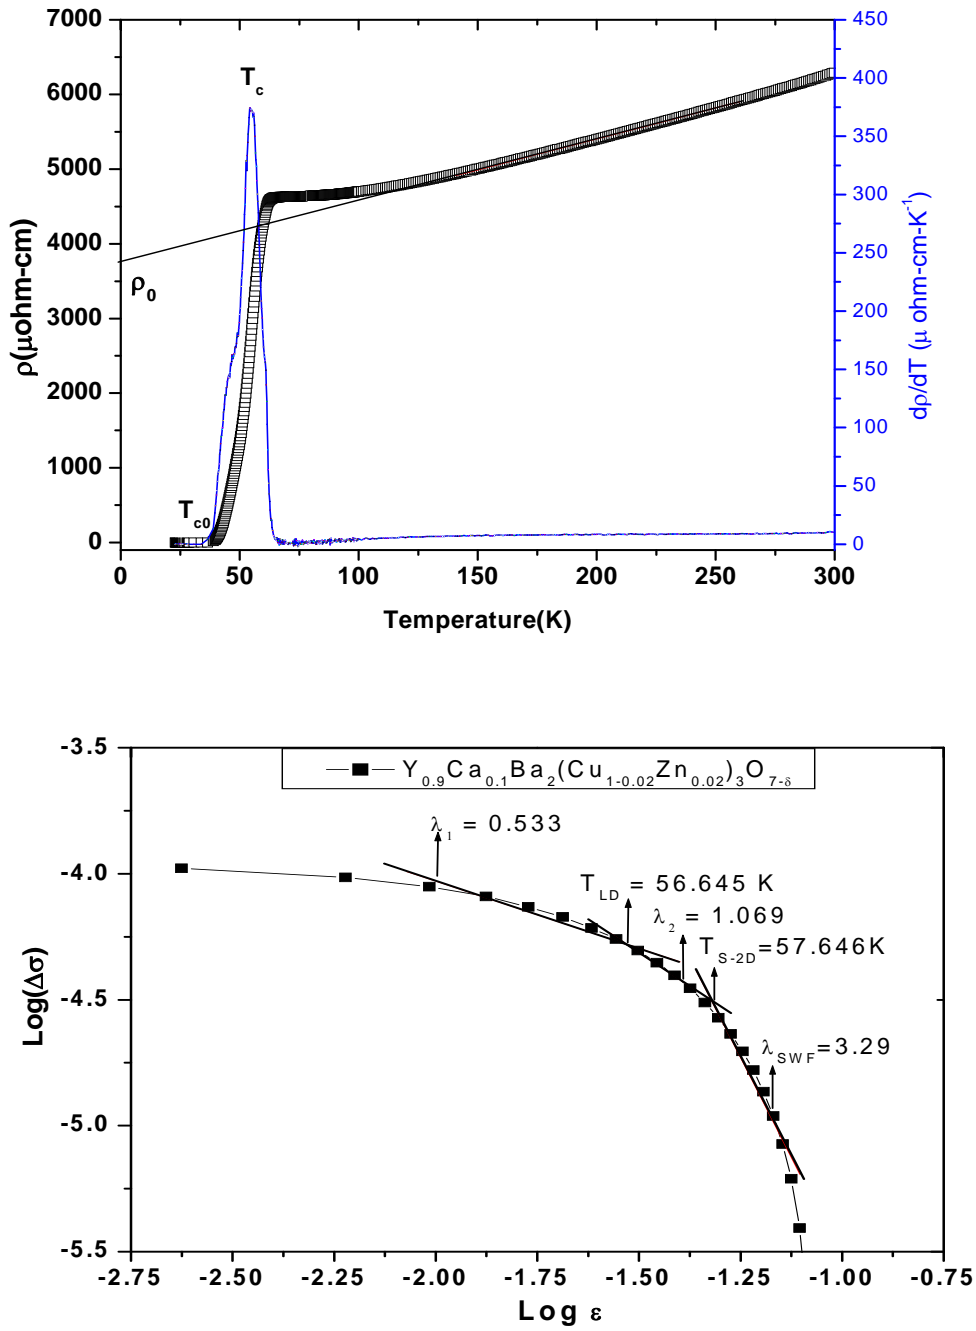 7000
6000
5000
4000
3000
2000
1000
0
ρ(μohm-cm)
T_c
ρ_0
T_c0
450
400
350
300
250
200
150
100
50
0
dρ/dT (μ ohm-cm-K^-1)
0 50 100 150 200 250 300
Temperature(K)
-3.5
-4.0
-4.5
-5.0
-5.5
Log(Δσ)
Y_0.9Ca_0.1Ba_2(Cu_1-0.02Zn_0.02)_3O_7-δ
λ_1 = 0.533
T_LD = 56.645 K
λ_2 = 1.069
T_S-2D=57.646K
λ_SWF=3.29
-2.75 -2.50 -2.25 -2.00 -1.75 -1.50 -1.25 -1.00 -0.75
Log ε